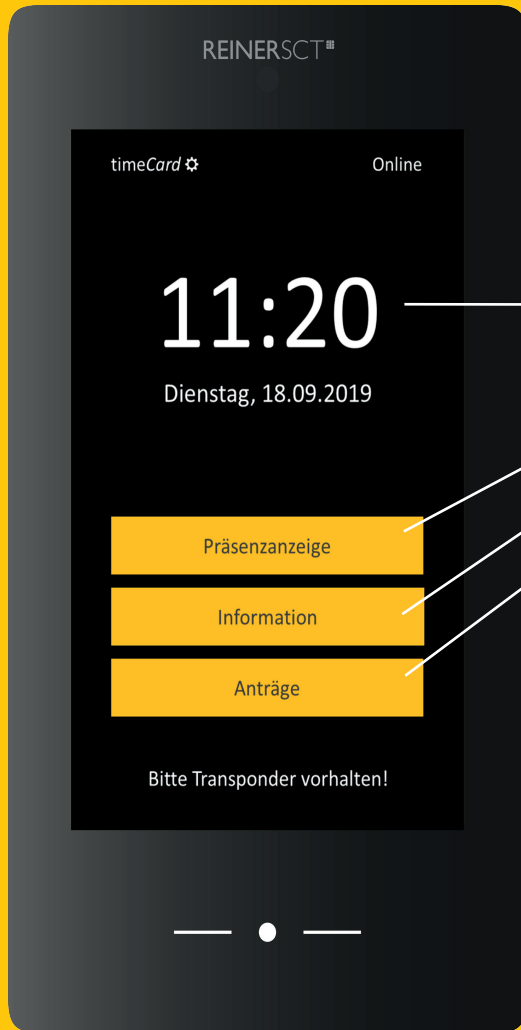 REINERSCT
timeCard Online
11:20
Dienstag, 18.09.2019
Präsenzanzeige
Information
Anträge
Bitte Transponder vorhalten!